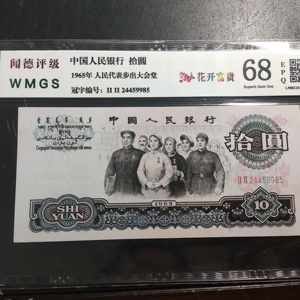 闻德评级
WMGS
中国人民银行 拾圆
1965年 人民代表步出大会堂
冠字编号: II II 24459985
花开富贵
68
Superb Gem Unc
EPQ
中国人民银行
拾圆
II II 24459985
SHI
YUAN
1965
10